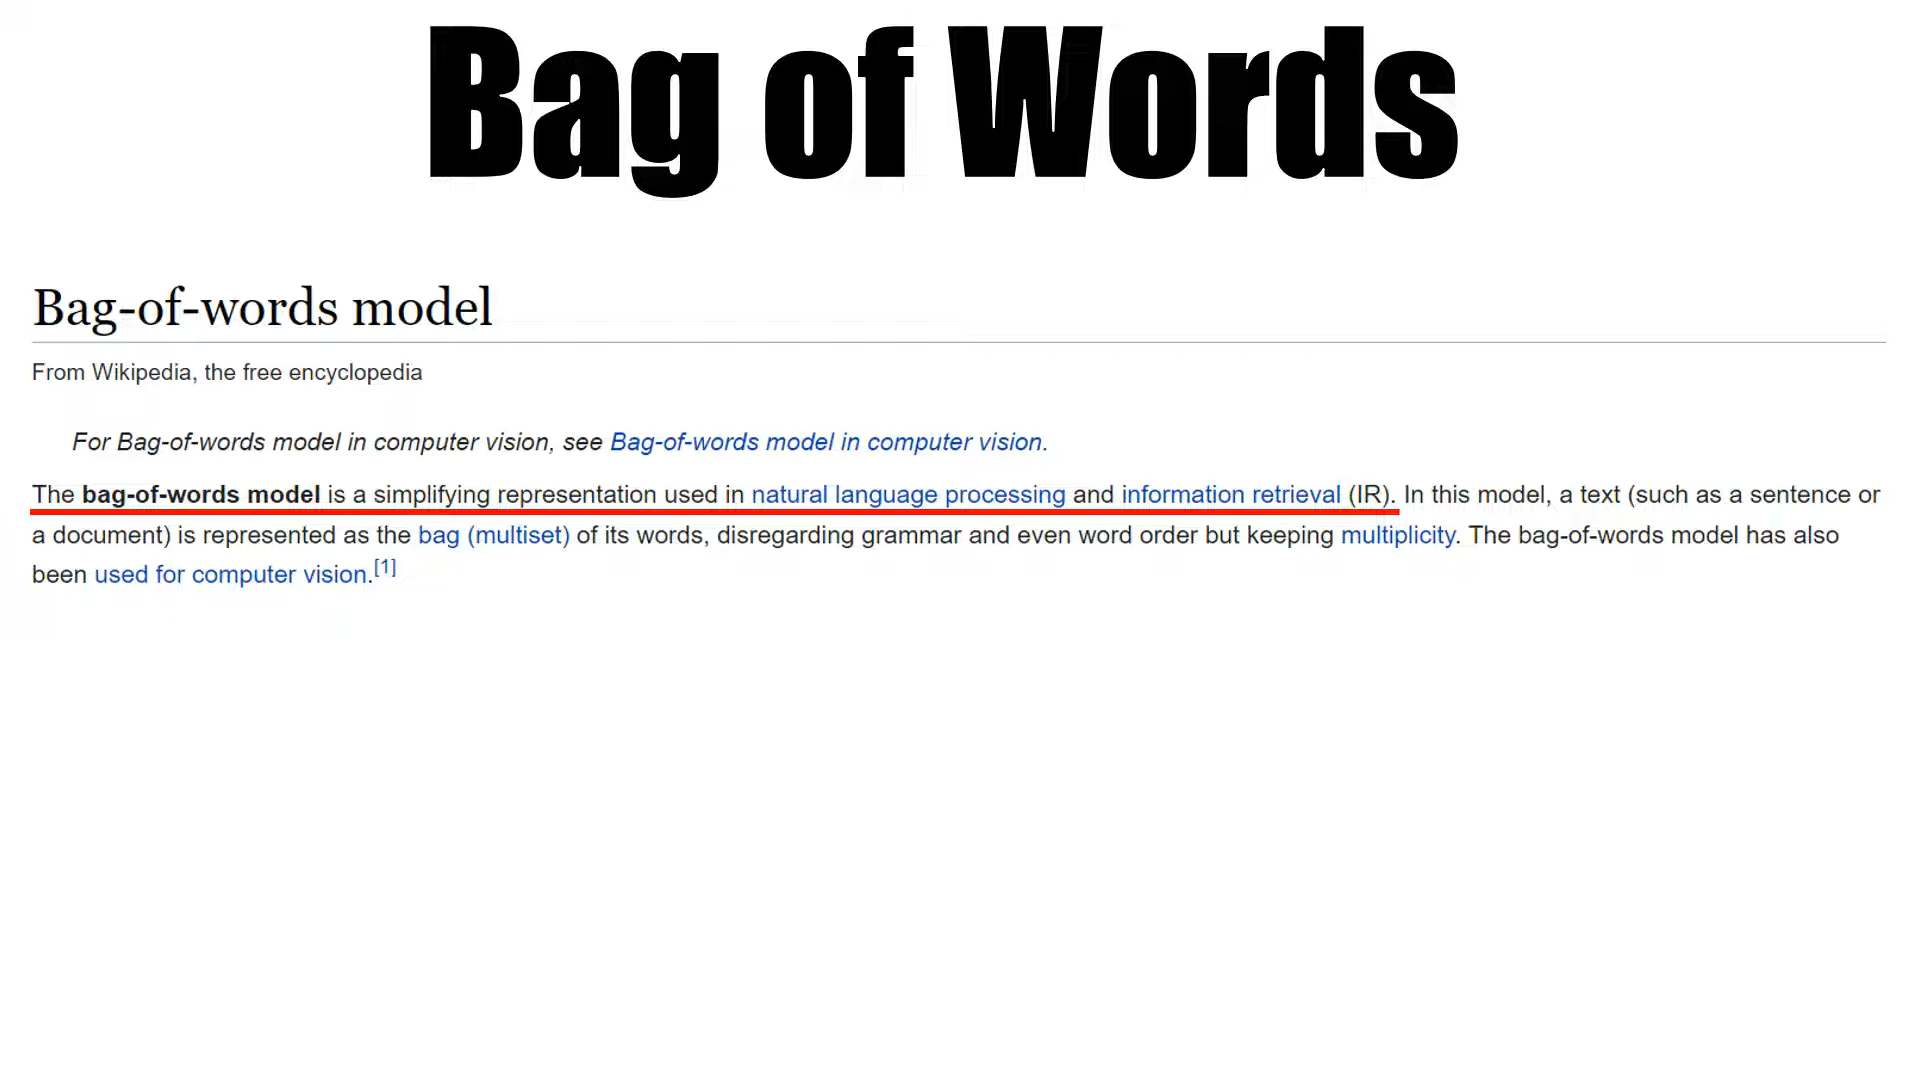 Bag of Words
Bag-of-words model
From Wikipedia, the free encyclopedia
For Bag-of-words model in computer vision, see Bag-of-words model in computer vision.
The bag-of-words model is a simplifying representation used in natural language processing and information retrieval (IR). In this model, a text (such as a sentence or
a document) is represented as the bag (multiset) of its words, disregarding grammar and even word order but keeping multiplicity. The bag-of-words model has also
been used for computer vision.[1]